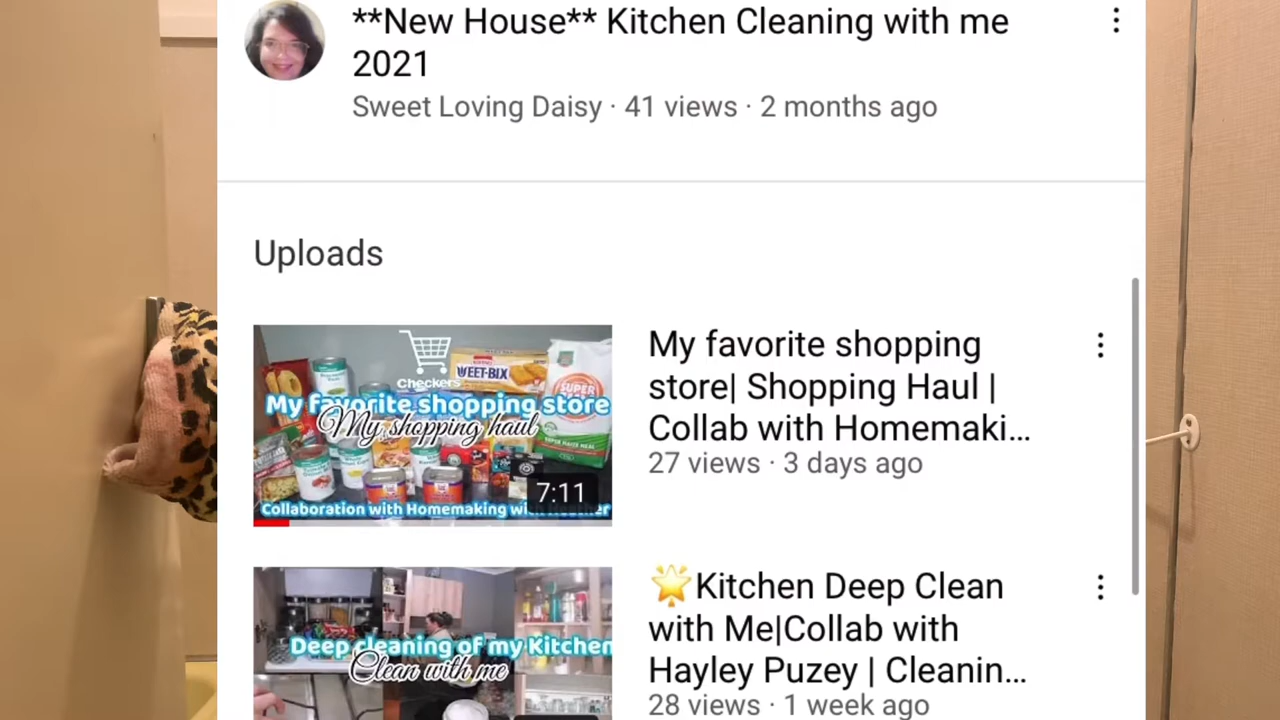 **New House** Kitchen Cleaning with me
2021
Sweet Loving Daisy · 41 views · 2 months ago
Uploads
Checkers
WEET-BIX
SUPER
My favorite shopping store
My shopping haul
7:11
Collaboration with Homemaking with
My favorite shopping
store| Shopping Haul |
Collab with Homemaki...
27 views · 3 days ago
Deep cleaning of my Kitchen
Clean with me
🌟Kitchen Deep Clean
with Me|Collab with
Hayley Puzey | Cleanin...
28 views · 1 week ago